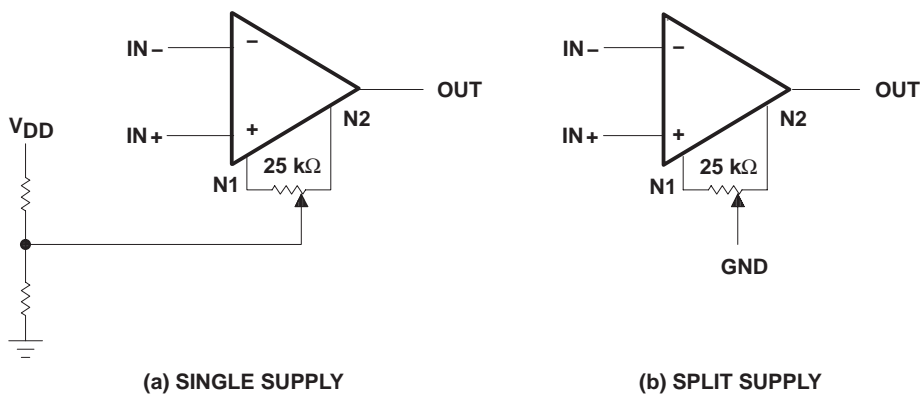 IN−
−
OUT
IN+
+
N2
VDD
25 kΩ
N1
(a) SINGLE SUPPLY
IN−
−
OUT
IN+
+
N2
25 kΩ
N1
GND
(b) SPLIT SUPPLY